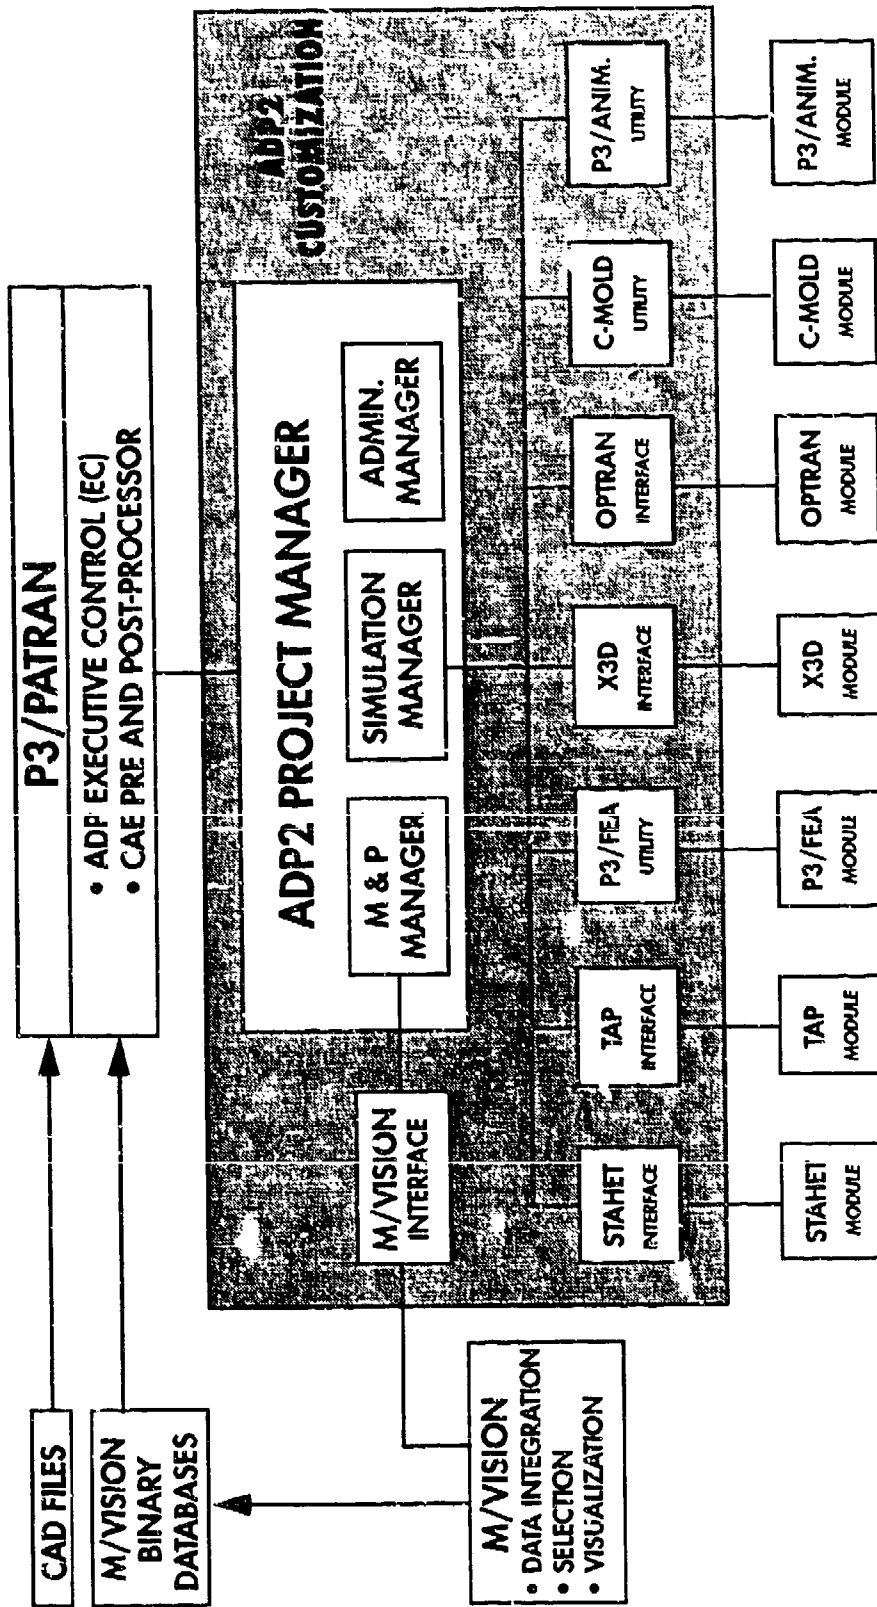 CAD FILES
M/VISION
BINARY
DATABASES
P3/PATRAN
• ADP EXECUTIVE CONTROL (EC)
• CAE PRE AND POST-PROCESSOR
ADP2
CUSTOMIZATION
ADP2 PROJECT MANAGER
M & P
MANAGER
SIMULATION
MANAGER
ADMIN.
MANAGER
M/VISION
INTERFACE
M/VISION
• DATA INTEGRATION
• SELECTION
• VISUALIZATION
STAHET
INTERFACE
TAP
INTERFACE
P3/FEA
UTILITY
X3D
INTERFACE
OPTRAN
INTERFACE
C-MOLD
UTILITY
P3/ANIM.
UTILITY
STAHET
MODULE
TAP
MODULE
P3/FEA
MODULE
X3D
MODULE
OPTRAN
MODULE
C-MOLD
MODULE
P3/ANIM.
MODULE